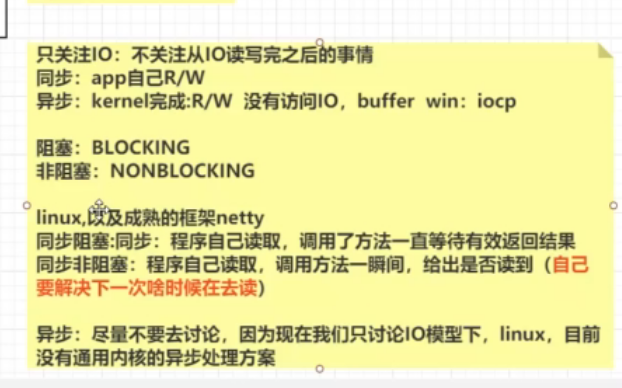 只关注IO：不关注从IO读写完之后的事情
同步：app自己R/W
异步：kernel完成:R/W  没有访问IO，buffer  win：iocp
阻塞：BLOCKING
非阻塞：NONBLOCKING
linux,以及成熟的框架netty
同步阻塞:同步：程序自己读取，调用了方法一直等待有效返回结果
同步非阻塞：程序自己读取，调用方法一瞬间，给出是否读到（自己
要解决下一次啥时候在去读）
异步：尽量不要去讨论，因为现在我们只讨论IO模型下，linux，目前
没有通用内核的异步处理方案